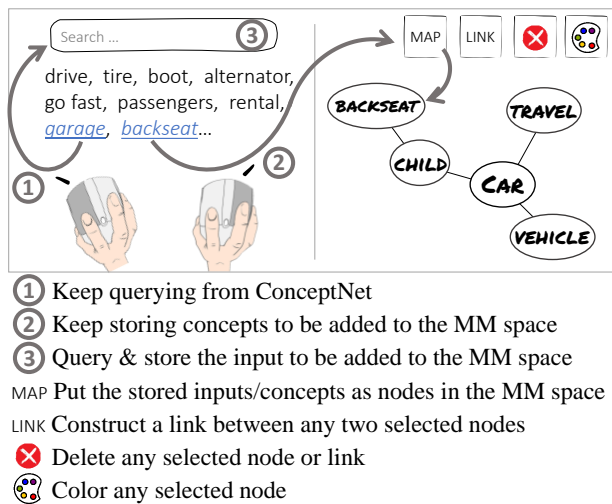 Search ...
3
MAP
LINK
drive, tire, boot, alternator,
go fast, passengers, rental,
garage, backseat...
1
2
BACKSEAT
TRAVEL
CHILD
CAR
VEHICLE
1 Keep querying from ConceptNet
2 Keep storing concepts to be added to the MM space
3 Query & store the input to be added to the MM space
MAP Put the stored inputs/concepts as nodes in the MM space
LINK Construct a link between any two selected nodes
Delete any selected node or link
Color any selected node